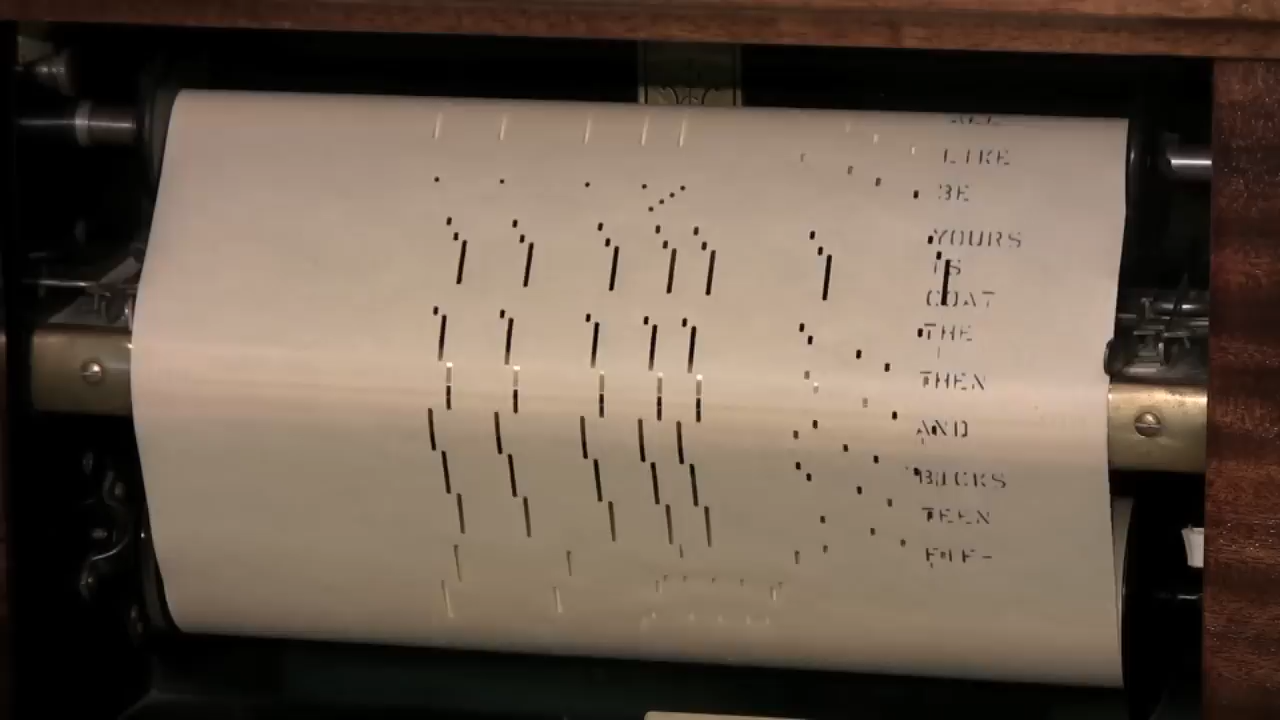 LIKE
BE
YOURS
IS
COAT
THE
THEN
AND
BUCKS
TEEN
FIF-